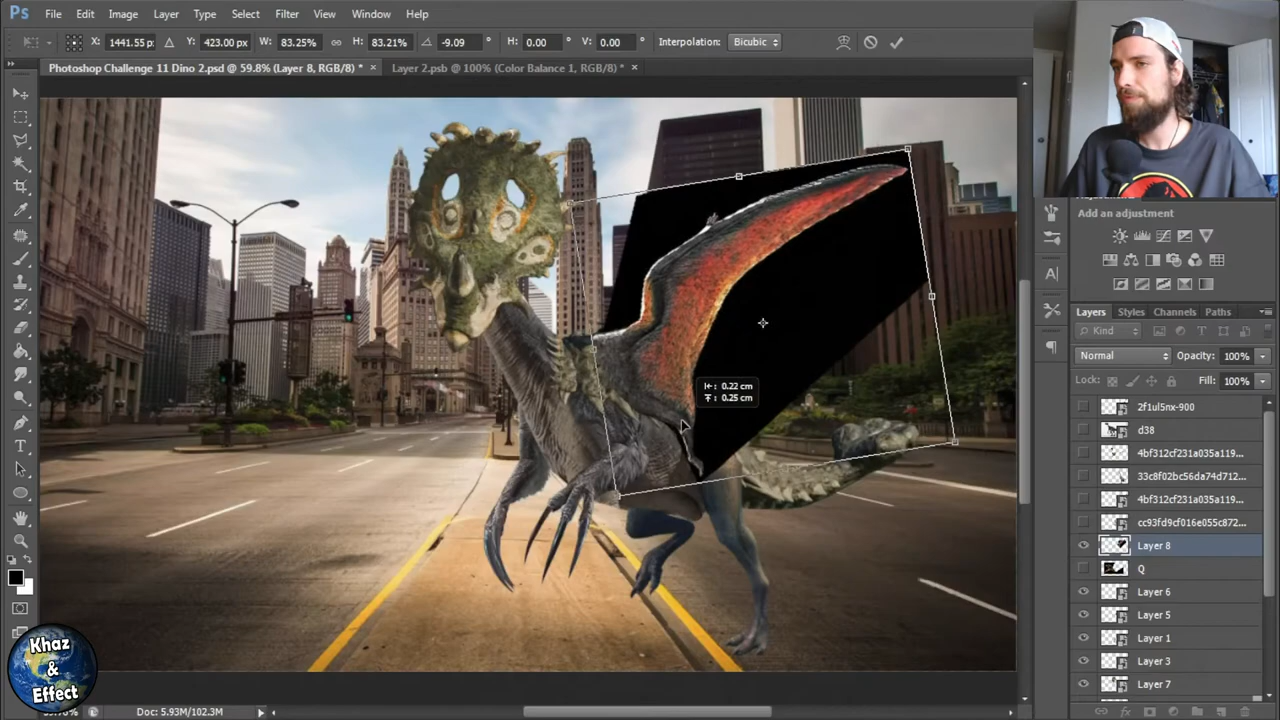 Ps File Edit Image Layer Type Select Filter View Window Help
X: 1441.55 p Y: 423.00 px W: 83.25% H: 83.21% -9.09 ° H: 0.00 ° V: 0.00 ° Interpolation: Bicubic
Photoshop Challenge 11 Dino 2.psd @ 59.8% (Layer 8, RGB/8) * × Layer 2.psb @ 100% (Color Balance 1, RGB/8) * ×
Add an adjustment
Layers Styles Channels Paths
Kind
Normal Opacity: 100%
Lock: Fill: 100%
2f1ul5nx-900
d38
4bf312cf231a035a119...
33c8f02bc56da74d712...
4bf312cf231a035a119...
cc93fd9cf016e055c872...
Layer 8
Q
Layer 6
Layer 5
Layer 1
Layer 3
Layer 7
: 0.22 cm
: 0.25 cm
Khaz
&
Effect
Doc: 5.93M/102.3M